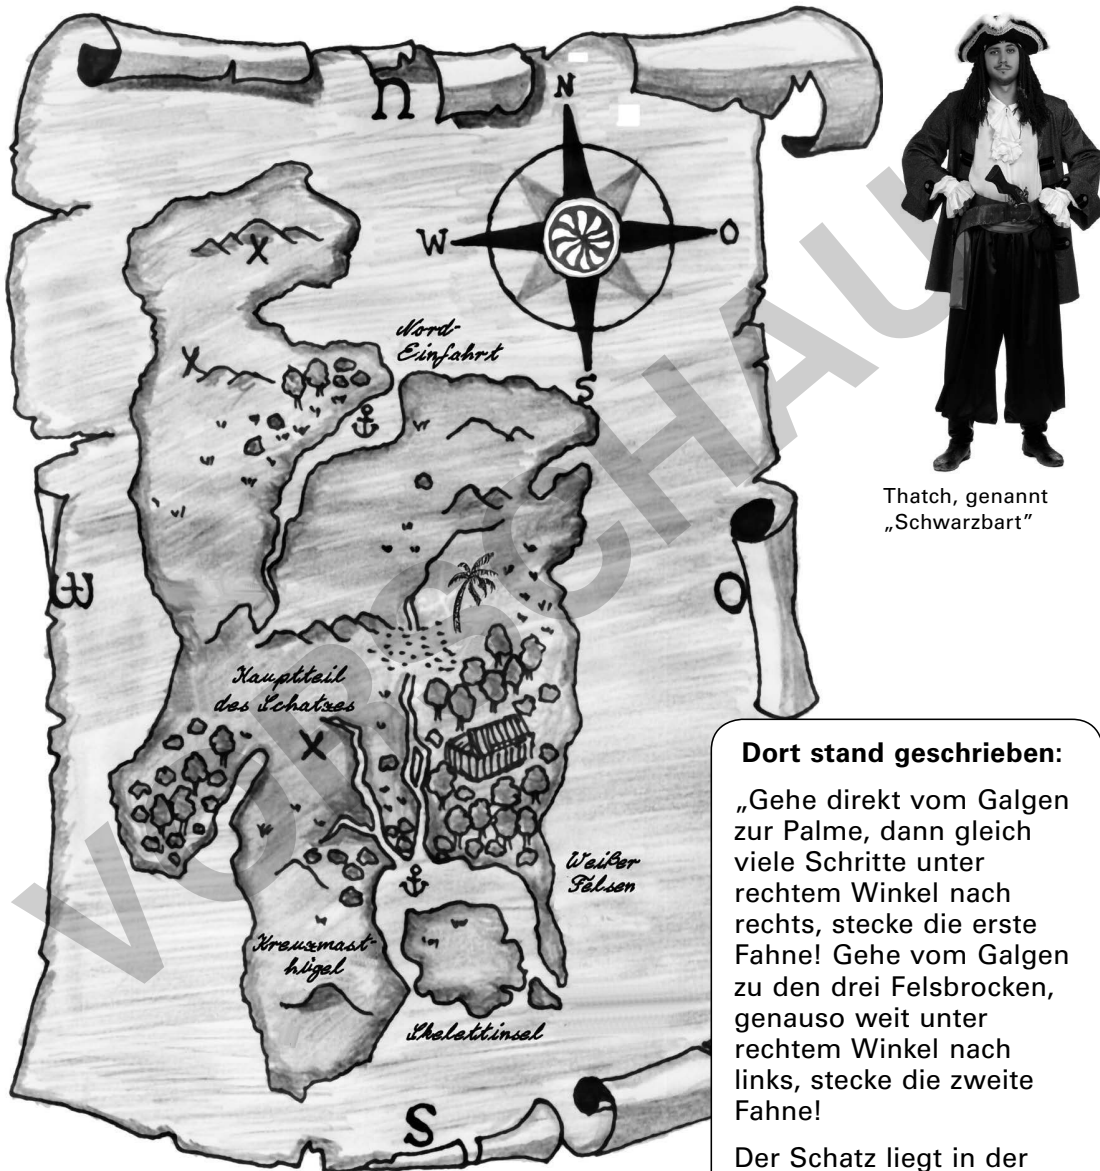 n
N
W
O
S
Nord-
Einfahrt
Thatch, genannt
„Schwarzbart”
W
O
Hauptteil
des Schatzes
X
X
X
Weißer
Felsen
Kreuzmast-
hügel
Skelettinsel
S
Dort stand geschrieben:
„Gehe direkt vom Galgen
zur Palme, dann gleich
viele Schritte unter
rechtem Winkel nach
rechts, stecke die erste
Fahne! Gehe vom Galgen
zu den drei Felsbrocken,
genauso weit unter
rechtem Winkel nach
links, stecke die zweite
Fahne!
Der Schatz liegt in der
VORSCHAU